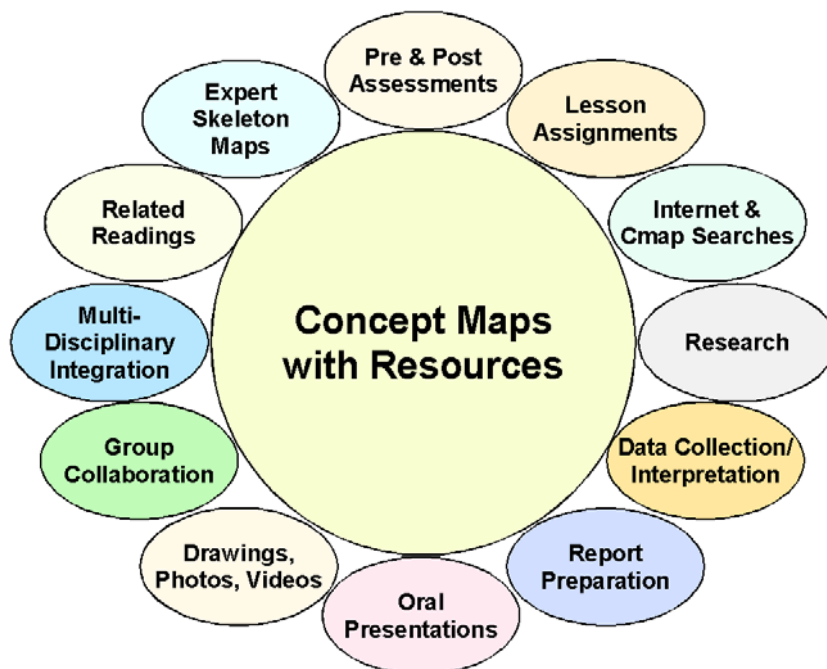 Concept Maps
with Resources
Pre & Post
Assessments
Lesson
Assignments
Internet &
Cmap Searches
Research
Data Collection/
Interpretation
Report
Preparation
Oral
Presentations
Drawings,
Photos, Videos
Group
Collaboration
Multi-
Disciplinary
Integration
Related
Readings
Expert
Skeleton
Maps